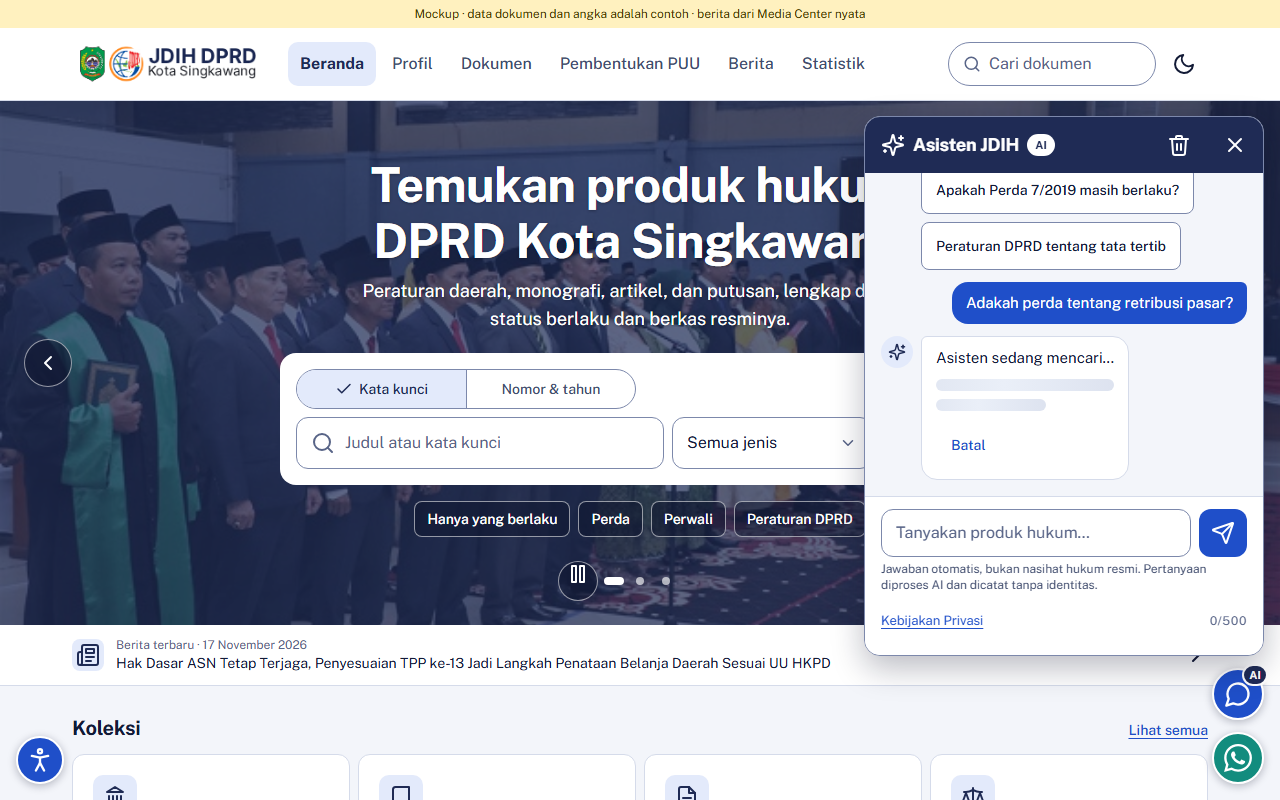 Mockup · data dokumen dan angka adalah contoh · berita dari Media Center nyata
JDIH DPRD
Kota Singkawang
Beranda
Profil
Dokumen
Pembentukan PUU
Berita
Statistik
Cari dokumen
Temukan produk huku
DPRD Kota Singkawan
Peraturan daerah, monografi, artikel, dan putusan, lengkap d
status berlaku dan berkas resminya.
Kata kunci
Nomor & tahun
Judul atau kata kunci
Semua jenis
Hanya yang berlaku
Perda
Perwali
Peraturan DPRD
Asisten JDIH
AI
Apakah Perda 7/2019 masih berlaku?
Peraturan DPRD tentang tata tertib
Adakah perda tentang retribusi pasar?
Asisten sedang mencari...
Batal
Tanyakan produk hukum...
Jawaban otomatis, bukan nasihat hukum resmi. Pertanyaan
diproses AI dan dicatat tanpa identitas.
Kebijakan Privasi
0/500
Berita terbaru · 17 November 2026
Hak Dasar ASN Tetap Terjaga, Penyesuaian TPP ke-13 Jadi Langkah Penataan Belanja Daerah Sesuai UU HKPD
AI
Koleksi
Lihat semua